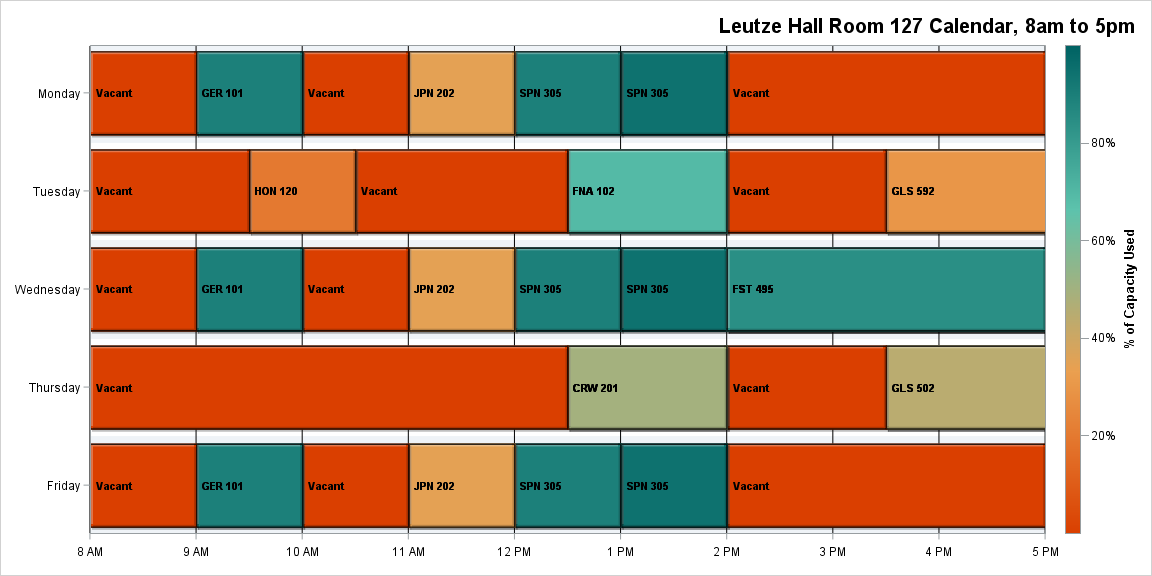 Leutze Hall Room 127 Calendar, 8am to 5pm
Monday
Vacant
GER 101
Vacant
JPN 202
SPN 305
SPN 305
Vacant
Tuesday
Vacant
HON 120
Vacant
FNA 102
Vacant
GLS 592
Wednesday
Vacant
GER 101
Vacant
JPN 202
SPN 305
SPN 305
FST 495
Thursday
Vacant
CRW 201
Vacant
GLS 502
Friday
Vacant
GER 101
Vacant
JPN 202
SPN 305
SPN 305
Vacant
8 AM
9 AM
10 AM
11 AM
12 PM
1 PM
2 PM
3 PM
4 PM
5 PM
80%
60%
40%
20%
% of Capacity Used